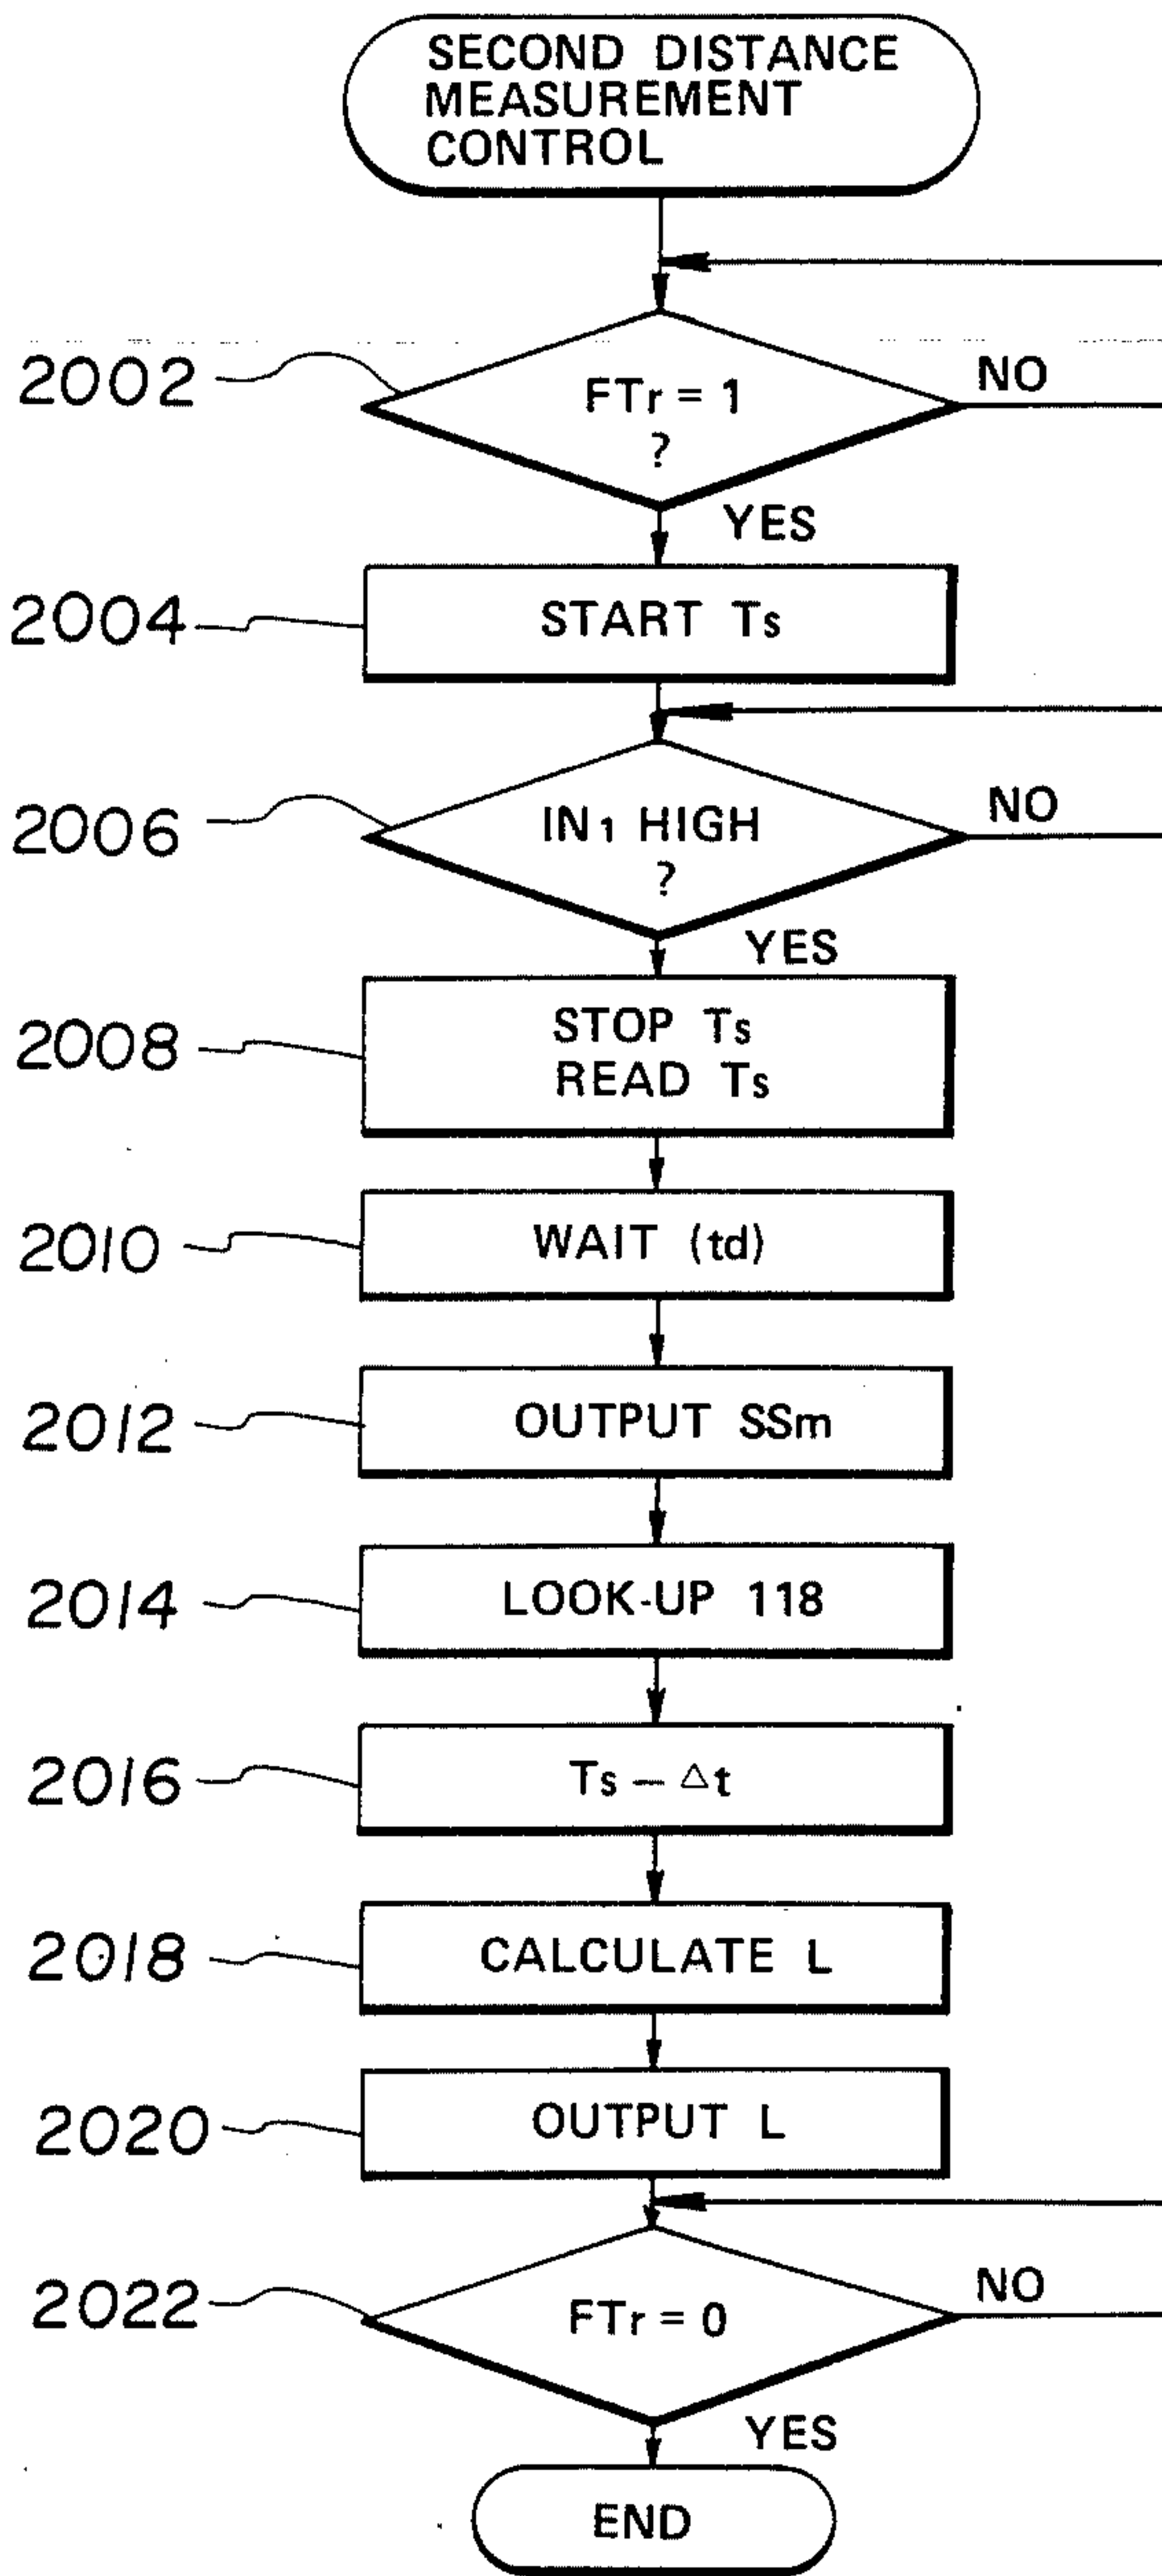 SECOND DISTANCE
MEASUREMENT
CONTROL
2002
FTr = 1
?
NO
YES
2004
START Ts
2006
IN1 HIGH
?
NO
YES
2008
STOP Ts
READ Ts
2010
WAIT (td)
2012
OUTPUT SSm
2014
LOOK-UP 118
2016
Ts – △t
2018
CALCULATE L
2020
OUTPUT L
2022
FTr = 0
NO
YES
END